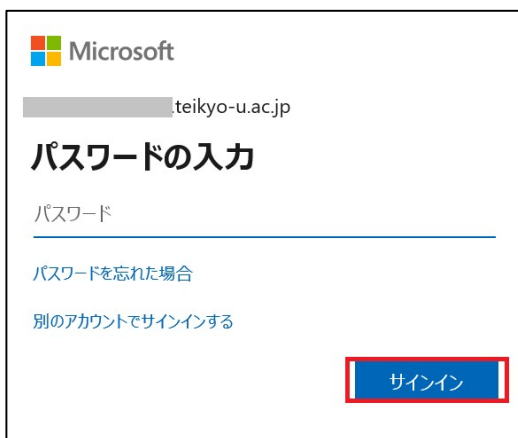 Microsoft
.teikyo-u.ac.jp
パスワードの入力
パスワード
パスワードを忘れた場合
別のアカウントでサインインする
サインイン